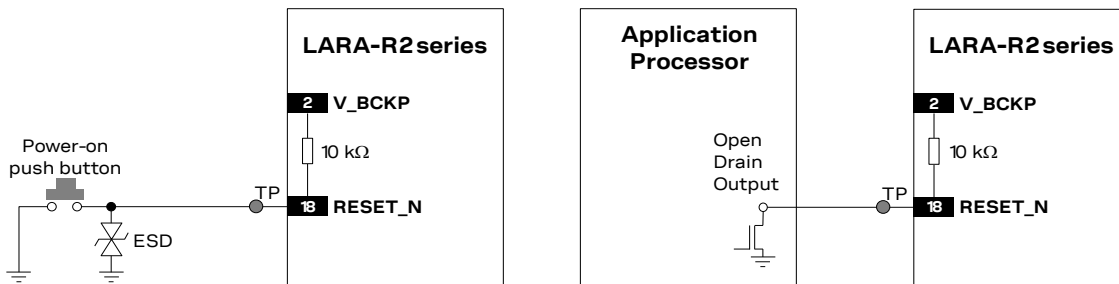 LARA-R2 series
2 V_BCKP
10 kΩ
Power-on
push button
TP
18 RESET_N
ESD
Application
Processor
Open
Drain
Output
TP
LARA-R2 series
2 V_BCKP
10 kΩ
18 RESET_N